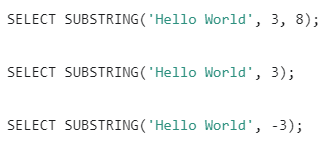 SELECT SUBSTRING('Hello World', 3, 8);
SELECT SUBSTRING('Hello World', 3);
SELECT SUBSTRING('Hello World', -3);